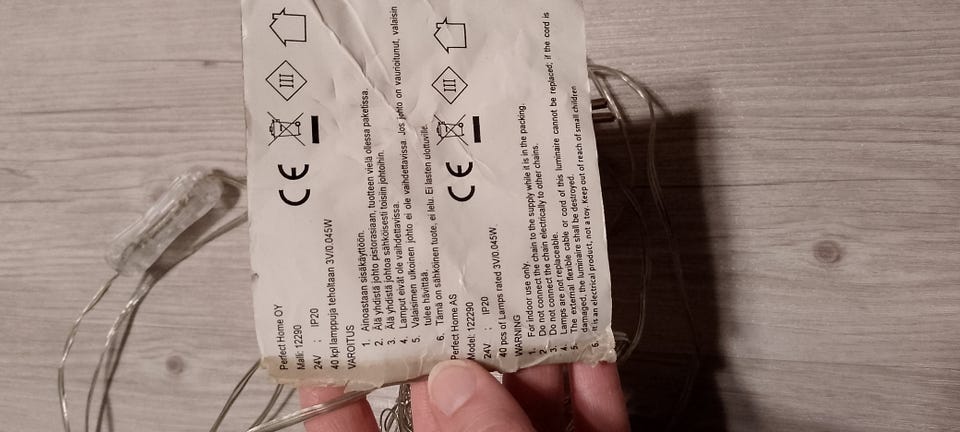 CE
III
Perfect Home OY
Malli: 12290
24V : IP20
40 kpl lamppuja teholtaan 3V/0.045W
VAROITUS
1. Ainoastaan sisäkäyttöön.
2. Älä yhdistä johto pistorasiaan, tuotteen vielä ollessa paketissa.
3. Älä yhdistä johtoa sähköisesti toisiin johtoihin.
4. Lamput eivät ole vaihdettavissa.
5. Valaisimen ulkoinen johto ei ole vaihdettavissa. Jos johto on vaurioitunut, valaisin
tulee hävittää.
6. Tämä on sähköinen tuote, ei lelu. Ei lasten ulottuville.
CE
III
Perfect Home AS
Model: 122290
24V : IP20
40 pcs of Lamps rated 3V/0.045W
WARNING
1. For indoor use only.
2. Do not connect the chain to the supply while it is in the packing.
3. Do not connect the chain electrically to other chains.
4. Lamps are not replaceable.
5. The external flexible cable or cord of this luminaire cannot be replaced; if the cord is
damaged, the luminaire shall be destroyed.
6. It is an electrical product, not a toy. Keep out of reach of small children